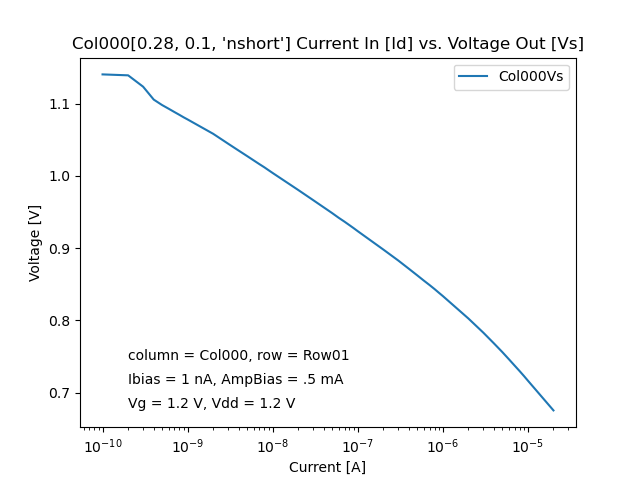 Col000[0.28, 0.1, 'nshort'] Current In [Id] vs. Voltage Out [Vs]
Col000Vs
1.1
1.0
0.9
0.8
0.7
Voltage [V]
column = Col000, row = Row01
Ibias = 1 nA, AmpBias = .5 mA
Vg = 1.2 V, Vdd = 1.2 V
10⁻¹⁰ 10⁻⁹ 10⁻⁸ 10⁻⁷ 10⁻⁶ 10⁻⁵
Current [A]